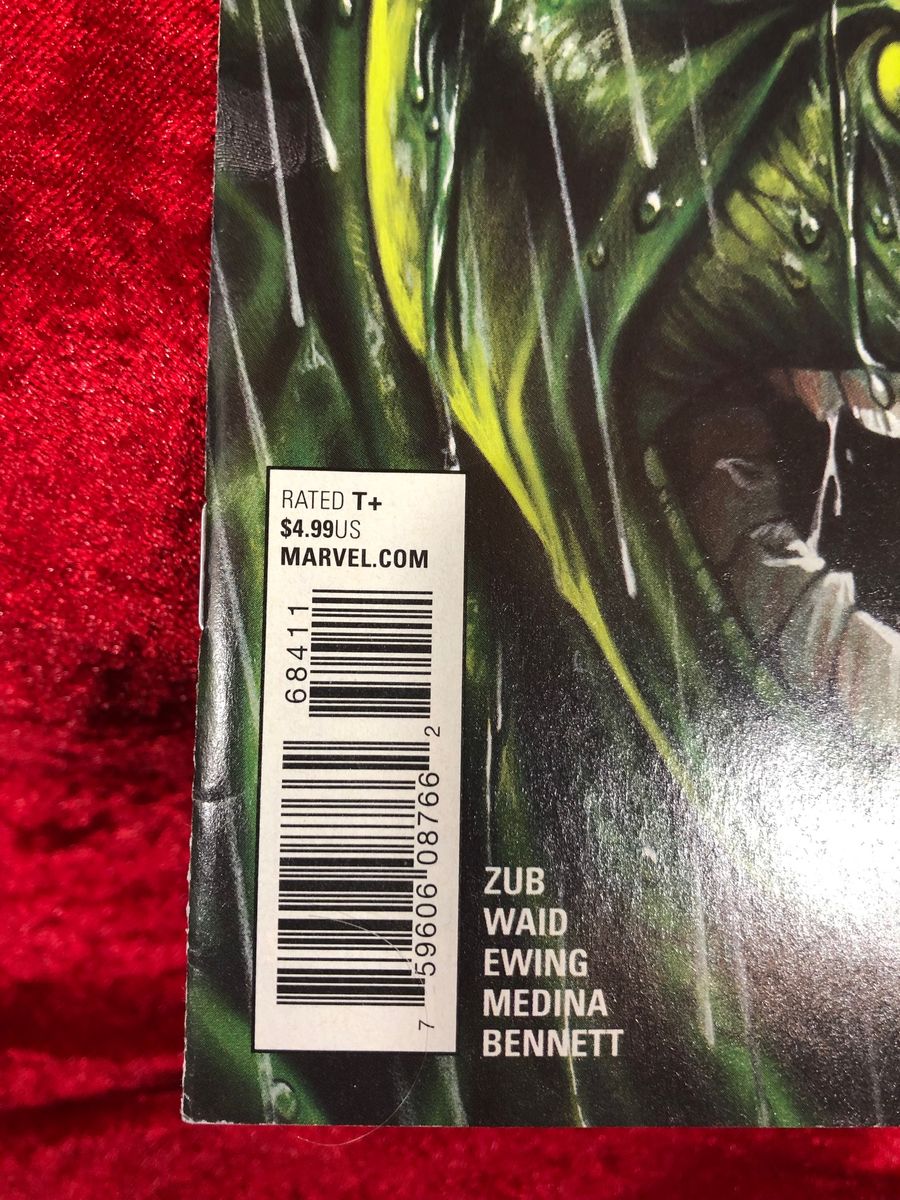 RATED T+
$4.99US
MARVEL.COM
68411
7 59606 08766 2
ZUB
WAID
EWING
MEDINA
BENNETT